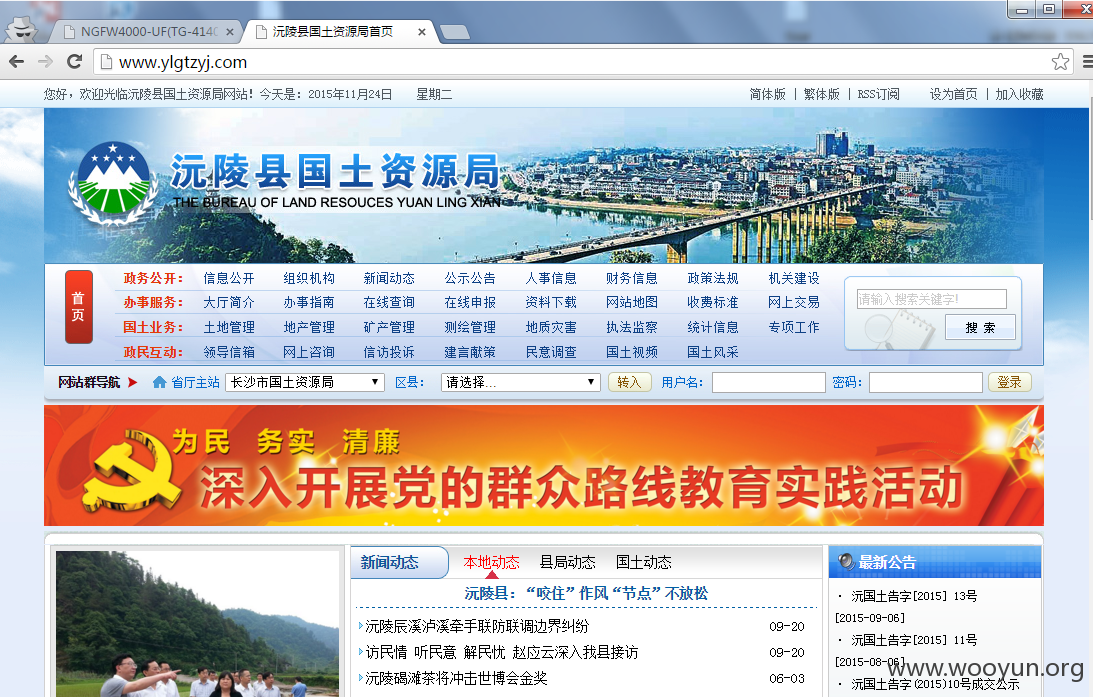 NGFW4000-UF(TG-414C
沅陵县国土资源局首页
www.ylgtzyj.com
您好，欢迎光临沅陵县国土资源局网站！今天是：2015年11月24日 星期二
简体版 | 繁体版 | RSS订阅 设为首页 | 加入收藏
沅陵县国土资源局
THE BUREAU OF LAND RESOUCES YUAN LING XIAN
首页
政务公开： 信息公开 组织机构 新闻动态 公示公告 人事信息 财务信息 政策法规 机关建设
办事服务： 大厅简介 办事指南 在线查询 在线申报 资料下载 网站地图 收费标准 网上交易
国土业务： 土地管理 地产管理 矿产管理 测绘管理 地质灾害 执法监察 统计信息 专项工作
政民互动： 领导信箱 网上咨询 信访投诉 建言献策 民意调查 国土视频 国土风采
请输入搜索关键字!
搜 索
网站群导航 省厅主站 长沙市国土资源局 区县： 请选择... 转入 用户名： 密码： 登录
为民 务实 清廉
深入开展党的群众路线教育实践活动
新闻动态 本地动态 县局动态 国土动态
沅陵县：“咬住”作风“节点”不放松
沅陵辰溪泸溪牵手联防联调边界纠纷 09-20
访民情 听民意 解民忧 赵应云深入我县接访 09-20
沅陵碣滩茶将冲击世博会金奖 06-03
最新公告
· 沅国土告字[2015] 13号
[2015-09-06]
· 沅国土告字[2015] 11号
[2015-08-06]
· 沅国土告字(2015)10号成交公示
www.wooyun.org